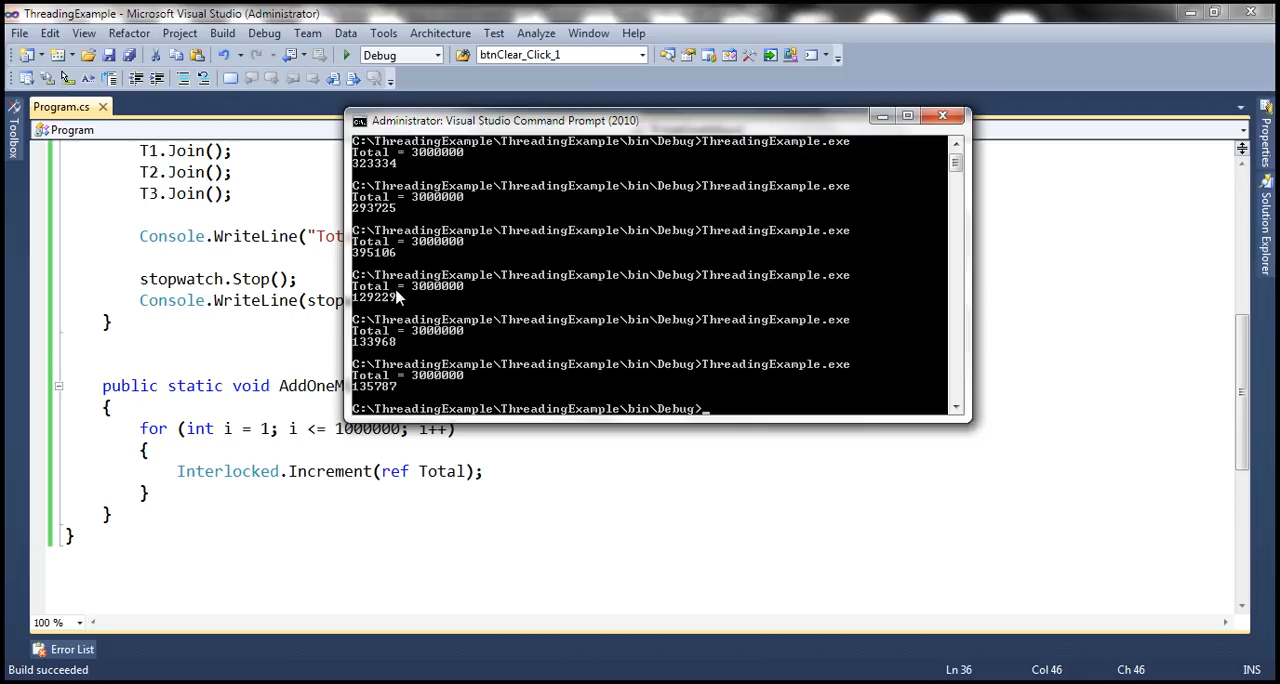 ThreadingExample - Microsoft Visual Studio (Administrator)
File Edit View Refactor Project Build Debug Team Data Tools Architecture Test Analyze Window Help
Debug btnClear_Click_1
Program.cs
Program
Toolbox
Properties
Solution Explorer
Administrator: Visual Studio Command Prompt (2010)
C:\ThreadingExample\ThreadingExample\bin\Debug>ThreadingExample.exe
Total = 3000000
323334
C:\ThreadingExample\ThreadingExample\bin\Debug>ThreadingExample.exe
Total = 3000000
293725
C:\ThreadingExample\ThreadingExample\bin\Debug>ThreadingExample.exe
Total = 3000000
395106
C:\ThreadingExample\ThreadingExample\bin\Debug>ThreadingExample.exe
Total = 3000000
129229
C:\ThreadingExample\ThreadingExample\bin\Debug>ThreadingExample.exe
Total = 3000000
133968
C:\ThreadingExample\ThreadingExample\bin\Debug>ThreadingExample.exe
Total = 3000000
135787
C:\ThreadingExample\ThreadingExample\bin\Debug>_
T1.Join();
T2.Join();
T3.Join();
Console.WriteLine("Tot
stopwatch.Stop();
Console.WriteLine(stop
}
public static void AddOneM
{
for (int i = 1; i <= 1000000; i++)
{
Interlocked.Increment(ref Total);
}
}
}
100 %
Error List
Build succeeded Ln 36 Col 46 Ch 46 INS